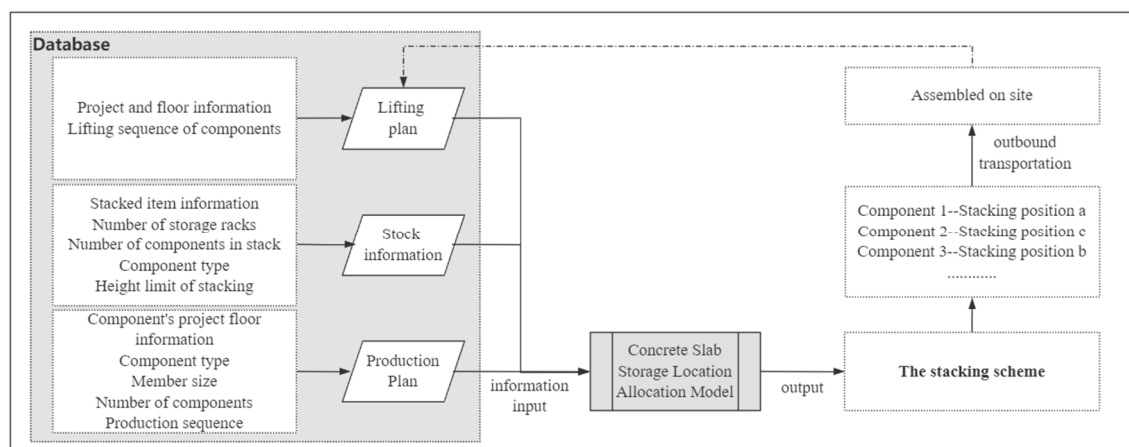 Database
Project and floor information
Lifting sequence of components
Lifting
plan
Stacked item information
Number of storage racks
Number of components in stack
Component type
Height limit of stacking
Stock
information
Component's project floor
information
Component type
Member size
Number of components
Production sequence
Production
Plan
information
input
Concrete Slab
Storage Location
Allocation Model
output
The stacking scheme
Component 1--Stacking position a
Component 2--Stacking position c
Component 3--Stacking position b
............
outbound
transportation
Assembled on site